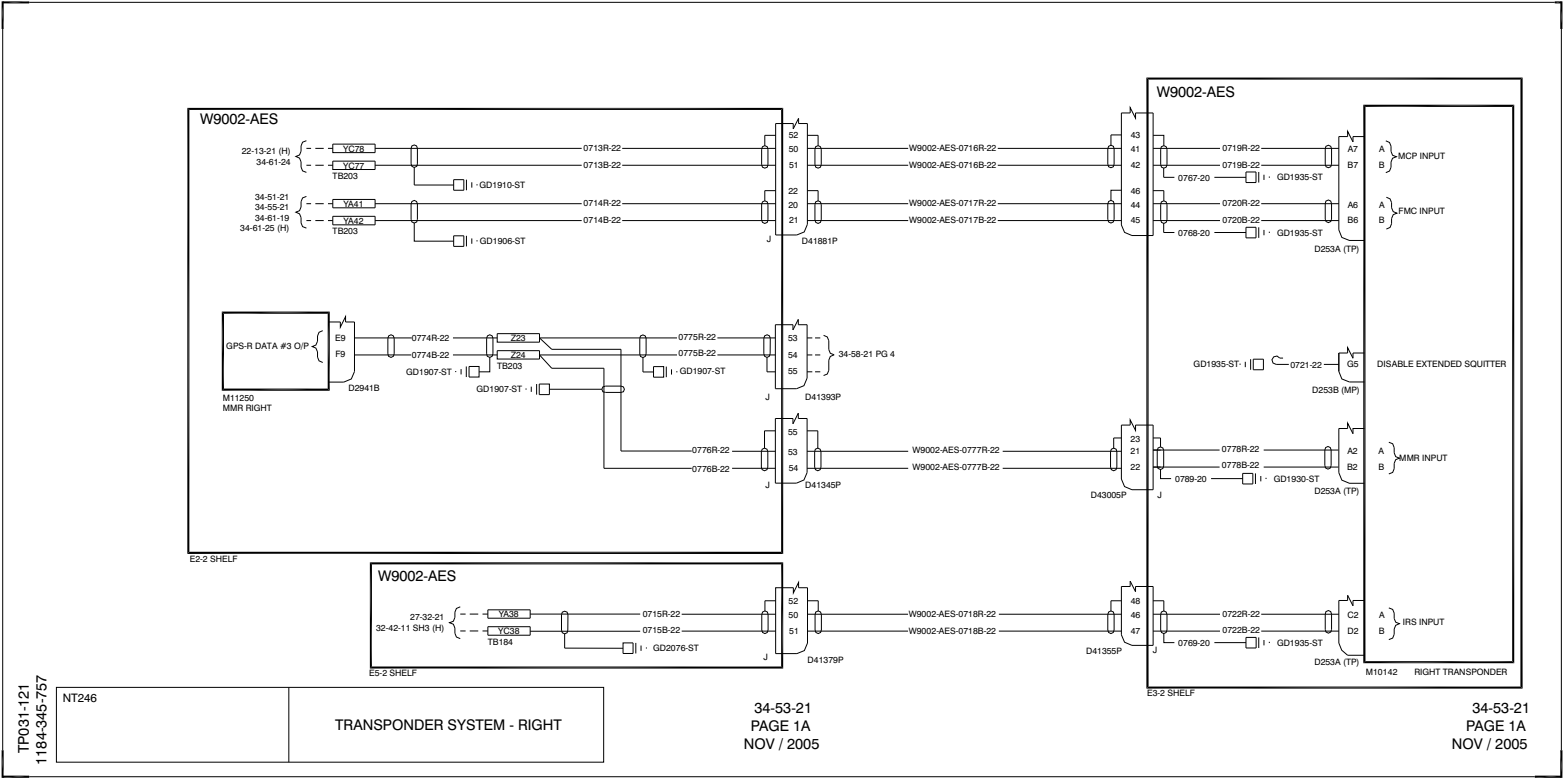 W9002-AES
22-13-21 (H)
34-61-24
YC78
YC77
TB203
0713R-22
0713B-22
GD1910-ST
34-51-21
34-55-21
34-61-19
34-61-25 (H)
YA41
YA42
TB203
0714R-22
0714B-22
GD1906-ST
52
50
51
22
20
21
J
D41881P
W9002-AES-0716R-22
W9002-AES-0716B-22
W9002-AES-0717R-22
W9002-AES-0717B-22
GPS-R DATA #3 O/P
E9
F9
D2941B
M11250
MMR RIGHT
0774R-22
0774B-22
GD1907-ST
Z23
Z24
TB203
GD1907-ST
0775R-22
0775B-22
GD1907-ST
53
54
55
J
D41393P
34-58-21 PG 4
0776R-22
0776B-22
55
53
54
J
D41345P
W9002-AES-0777R-22
W9002-AES-0777B-22
E2-2 SHELF
W9002-AES
27-32-21
32-42-11 SH3 (H)
YA38
YC38
TB184
0715R-22
0715B-22
GD2076-ST
52
50
51
J
D41379P
W9002-AES-0718R-22
W9002-AES-0718B-22
E5-2 SHELF
W9002-AES
43
41
42
46
44
45
0719R-22
0719B-22
0767-20
GD1935-ST
A7
B7
A
B
MCP INPUT
0720R-22
0720B-22
0768-20
GD1935-ST
A6
B6
A
B
FMC INPUT
D253A (TP)
GD1935-ST
0721-22
G5
DISABLE EXTENDED SQUITTER
D253B (MP)
23
21
22
D43005P
J
0778R-22
0778B-22
0789-20
GD1930-ST
A2
B2
A
B
MMR INPUT
D253A (TP)
48
46
47
D41355P
J
0722R-22
0722B-22
0769-20
GD1935-ST
C2
D2
A
B
IRS INPUT
D253A (TP)
M10142
RIGHT TRANSPONDER
E3-2 SHELF
TP031-121
1184-345-757
NT246
TRANSPONDER SYSTEM - RIGHT
34-53-21
PAGE 1A
NOV / 2005
34-53-21
PAGE 1A
NOV / 2005